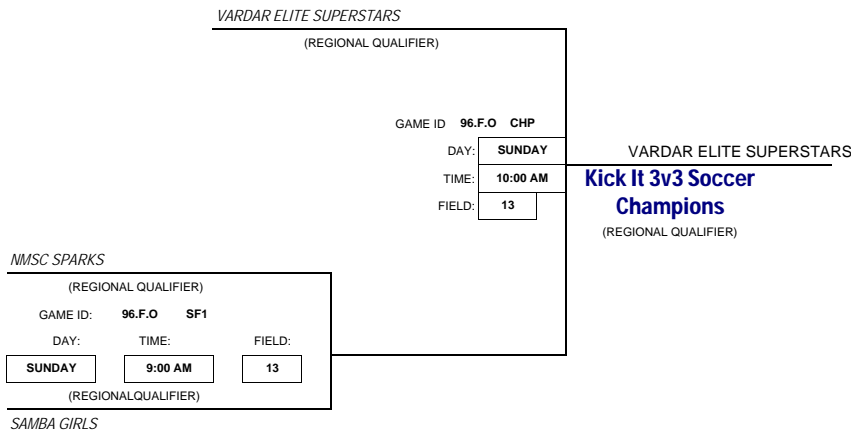 VARDAR ELITE SUPERSTARS
(REGIONAL QUALIFIER)
GAME ID 96.F.O CHP
DAY: SUNDAY
VARDAR ELITE SUPERSTARS
TIME: 10:00 AM
Kick It 3v3 Soccer
Champions
FIELD: 13
(REGIONAL QUALIFIER)
NMSC SPARKS
(REGIONAL QUALIFIER)
GAME ID: 96.F.O SF1
DAY: TIME: FIELD:
SUNDAY 9:00 AM 13
(REGIONALQUALIFIER)
SAMBA GIRLS